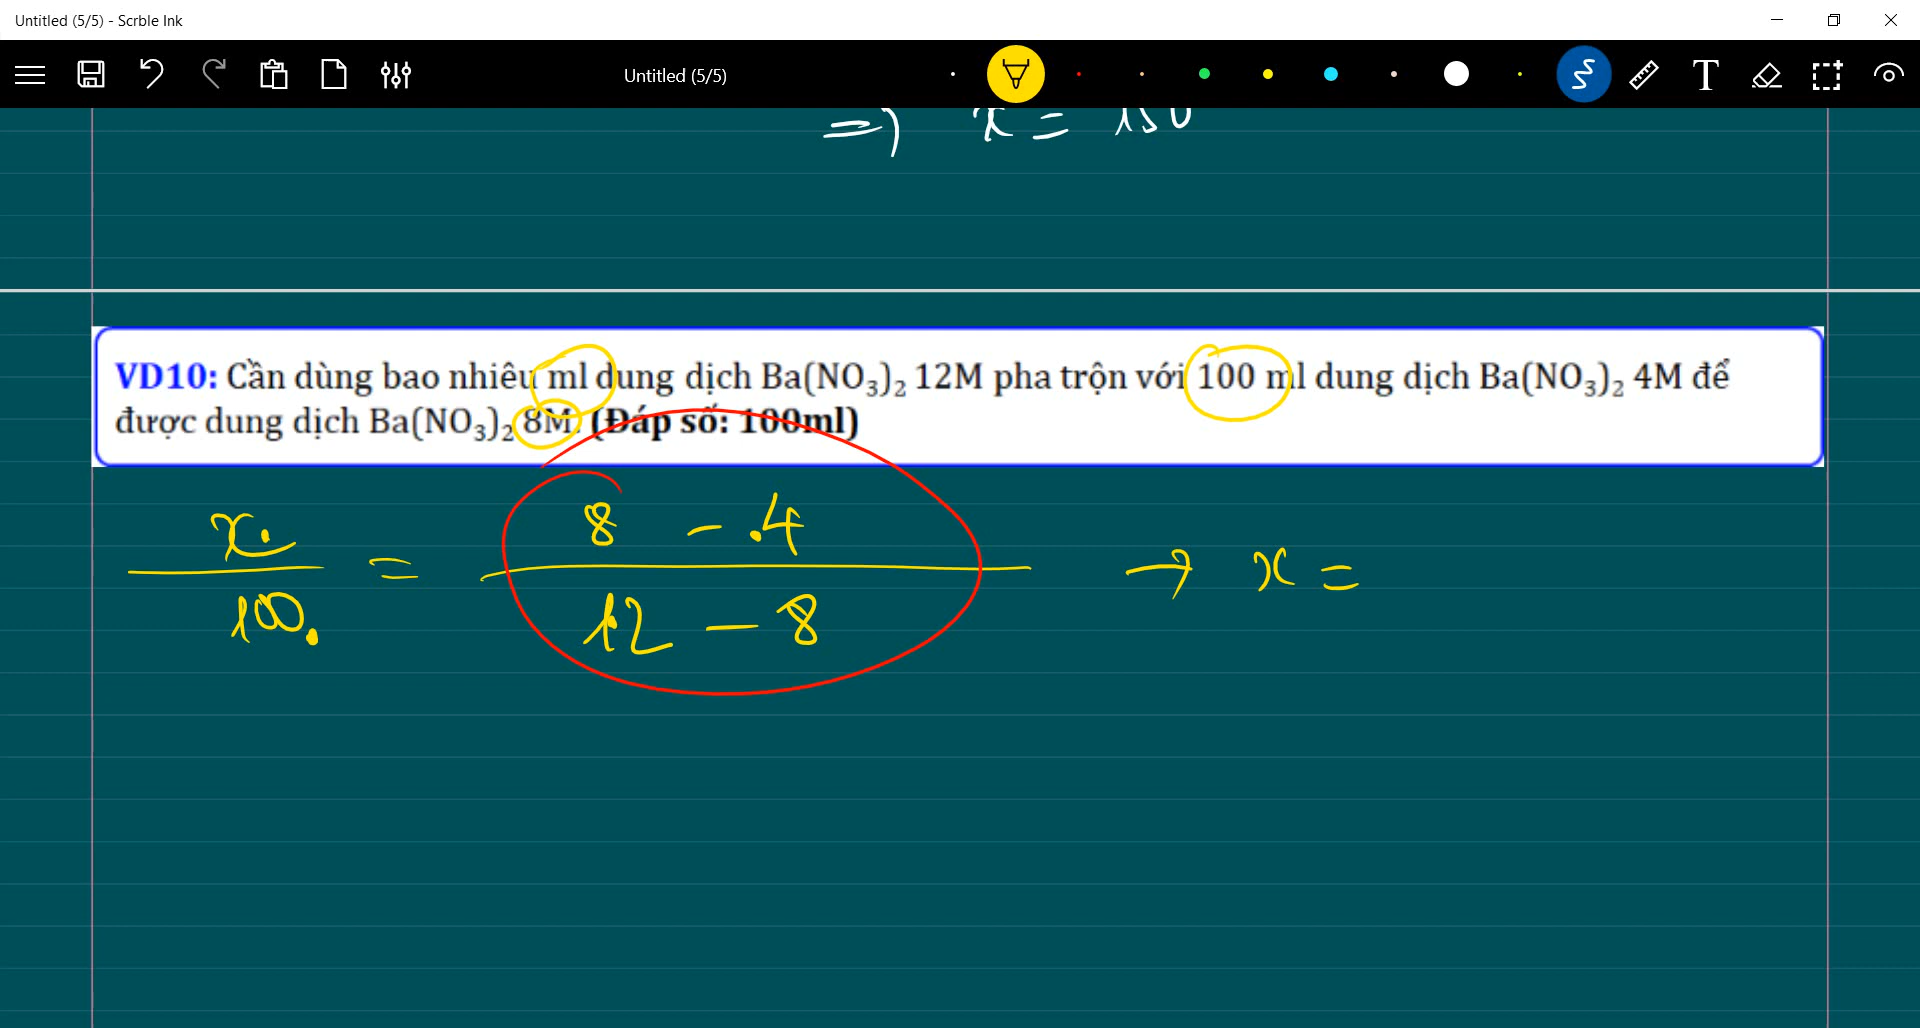 Untitled (5/5) - Scrble Ink
Untitled (5/5)
T
=> x = 150
VD10: Cần dùng bao nhiêu ml dung dịch Ba(NO₃)₂ 12M pha trộn với 100 ml dung dịch Ba(NO₃)₂ 4M để
được dung dịch Ba(NO₃)₂ 8M. (Đáp số: 100ml)
x. / 100. = 8 - .4 / 12 - 8 → x =